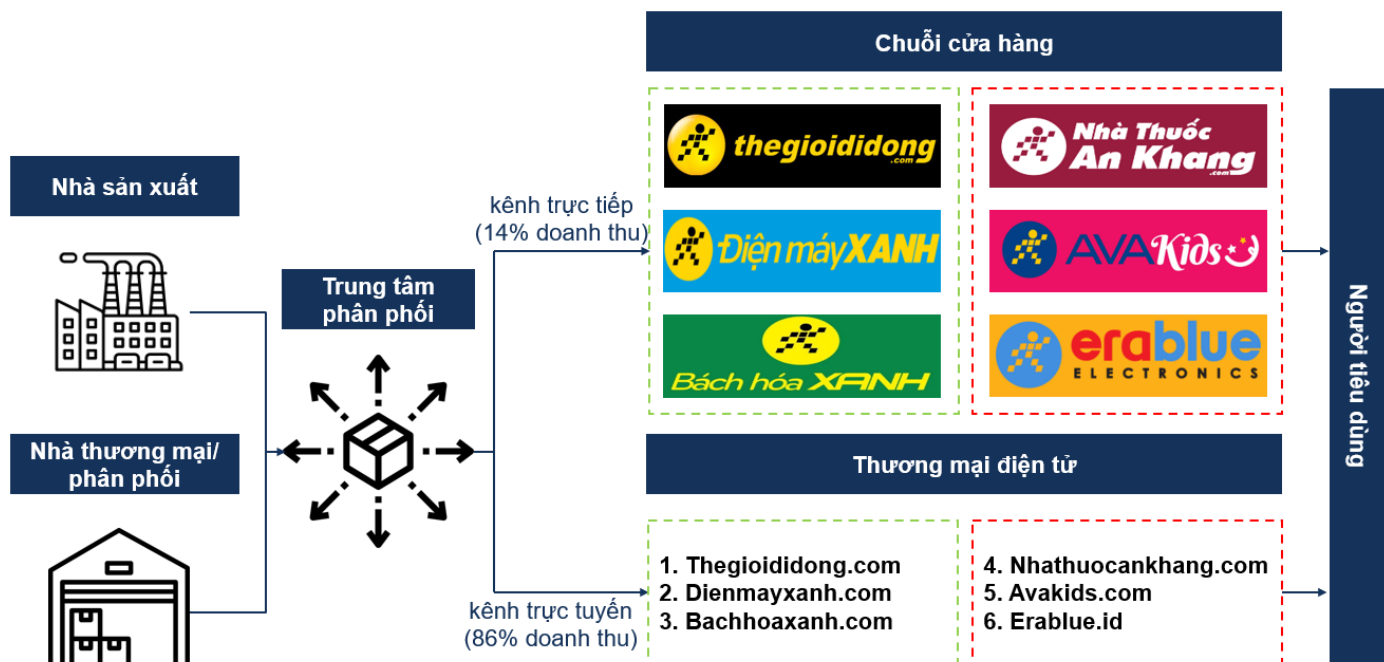 Chuỗi cửa hàng
Nhà sản xuất
Nhà thương mại/
phân phối
Trung tâm
phân phối
kênh trực tiếp
(14% doanh thu)
thegioididong
.com
Điện máy XANH
Bách hóa XANH
Nhà Thuốc
An Khang
.com
AVAKids
erablue
ELECTRONICS
Thương mại điện tử
kênh trực tuyến
(86% doanh thu)
1. Thegioididong.com
2. Dienmayxanh.com
3. Bachhoaxanh.com
4. Nhathuocankhang.com
5. Avakids.com
6. Erablue.id
Người tiêu dùng